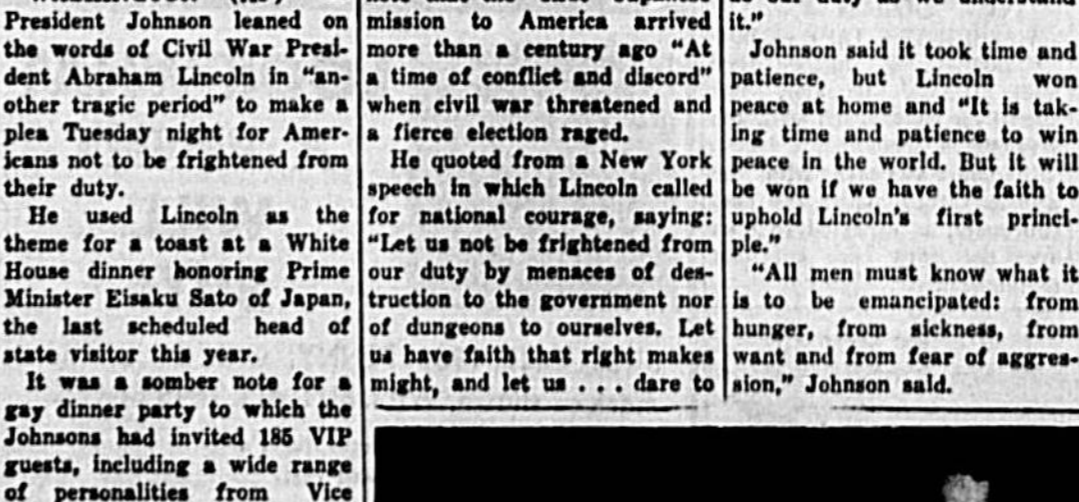 President Johnson leaned on
the words of Civil War Presi-
dent Abraham Lincoln in "an-
other tragic period" to make a
plea Tuesday night for Amer-
icans not to be frightened from
their duty.
He used Lincoln as the
theme for a toast at a White
House dinner honoring Prime
Minister Eisaku Sato of Japan,
the last scheduled head of
state visitor this year.
It was a somber note for a
gay dinner party to which the
Johnsons had invited 185 VIP
guests, including a wide range
of personalities from Vice
mission to America arrived
more than a century ago "At
a time of conflict and discord"
when civil war threatened and
a fierce election raged.
He quoted from a New York
speech in which Lincoln called
for national courage, saying:
"Let us not be frightened from
our duty by menaces of des-
truction to the government nor
of dungeons to ourselves. Let
us have faith that right makes
might, and let us . . . dare to
it."
Johnson said it took time and
patience, but Lincoln won
peace at home and "It is tak-
ing time and patience to win
peace in the world. But it will
be won if we have the faith to
uphold Lincoln's first princi-
ple."
"All men must know what it
is to be emancipated: from
hunger, from sickness, from
want and from fear of aggres-
sion," Johnson said.